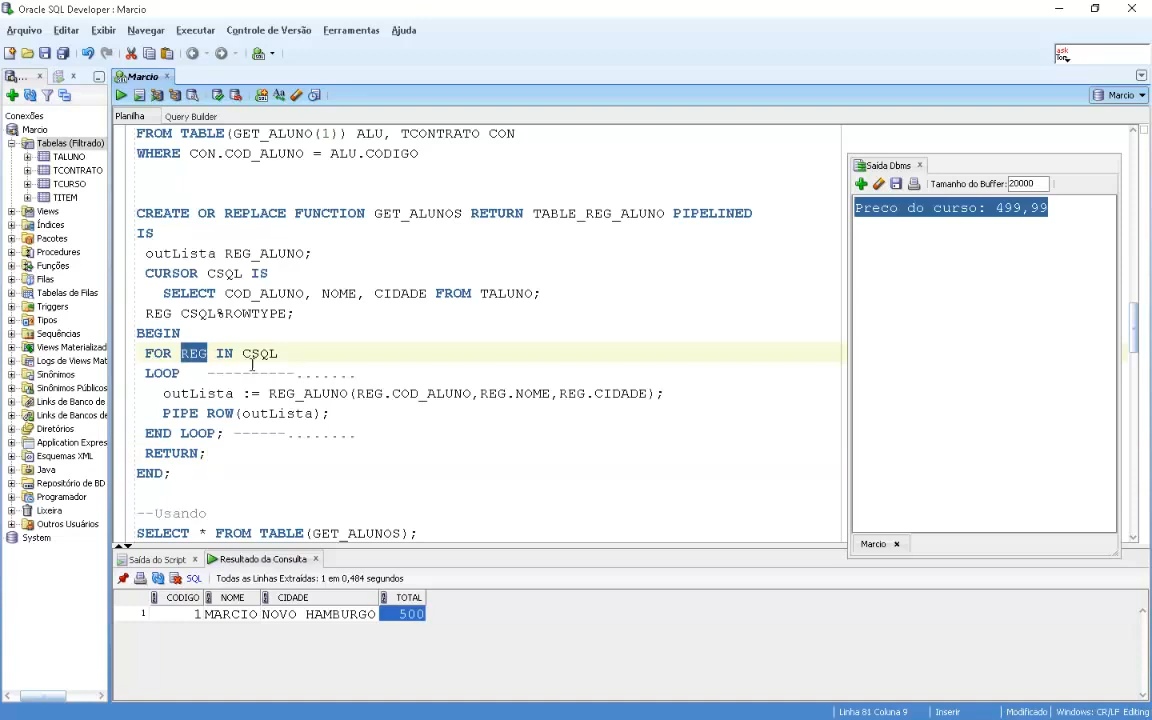 Oracle SQL Developer : Marcio
Arquivo Editar Exibir Navegar Executar Controle de Versão Ferramentas Ajuda
ask
Tom
Marcio
Marcio
Planilha Query Builder
Conexões
Marcio
Tabelas (Filtrado)
TALUNO
TCONTRATO
TCURSO
TITEM
Views
Índices
Pacotes
Procedures
Funções
Filas
Tabelas de Filas
Triggers
Tipos
Sequências
Views Materializad
Logs de Views Mat
Sinônimos
Sinônimos Públicos
Links de Banco de
Links de Bancos de
Diretórios
Application Expres
Esquemas XML
Java
Repositório de BD
Programador
Lixeira
Outros Usuários
System
FROM TABLE(GET_ALUNO(1)) ALU, TCONTRATO CON
WHERE CON.COD_ALUNO = ALU.CODIGO
CREATE OR REPLACE FUNCTION GET_ALUNOS RETURN TABLE_REG_ALUNO PIPELINED
IS
outLista REG_ALUNO;
CURSOR CSQL IS
SELECT COD_ALUNO, NOME, CIDADE FROM TALUNO;
REG CSQL%ROWTYPE;
BEGIN
FOR REG IN CSQL
LOOP ----------.......
outLista := REG_ALUNO(REG.COD_ALUNO,REG.NOME,REG.CIDADE);
PIPE ROW(outLista);
END LOOP; ------........
RETURN;
END;
--Usando
SELECT * FROM TABLE(GET_ALUNOS);
Saída Dbms
Tamanho do Buffer: 20000
Preco do curso: 499,99
Marcio
Saída do Script Resultado da Consulta
SQL Todas as Linhas Extraídas: 1 em 0,484 segundos
CODIGO NOME CIDADE TOTAL
1 1 MARCIO NOVO HAMBURGO 500
Linha 81 Coluna 9 Inserir Modificado Windows: CR/LF Editing